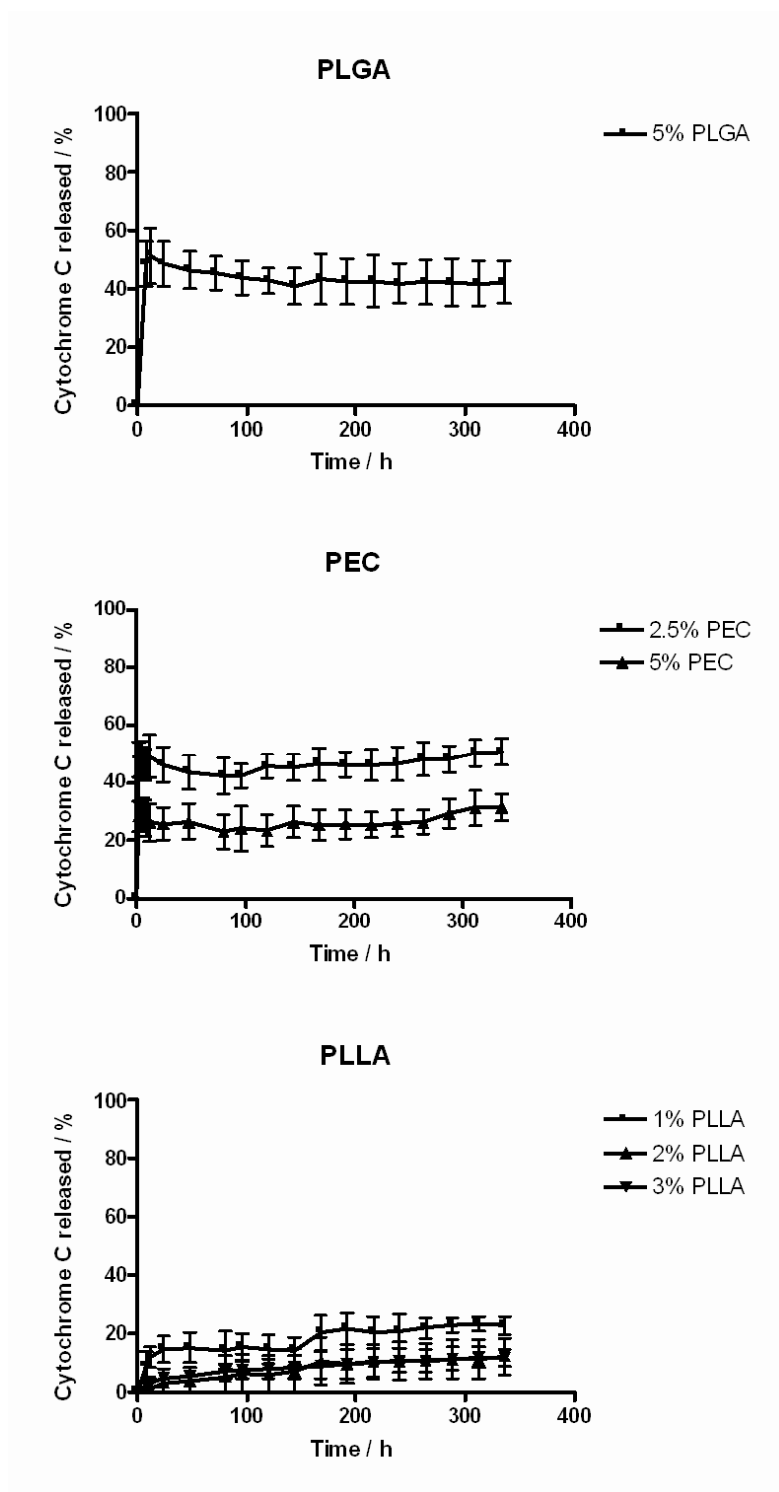 PLGA
100
80
60
40
20
0
Cytochrome C released / %
0 100 200 300 400
Time / h
5% PLGA
PEC
100
80
60
40
20
0
Cytochrome C released / %
0 100 200 300 400
Time / h
2.5% PEC
5% PEC
PLLA
100
80
60
40
20
0
Cytochrome C released / %
0 100 200 300 400
Time / h
1% PLLA
2% PLLA
3% PLLA